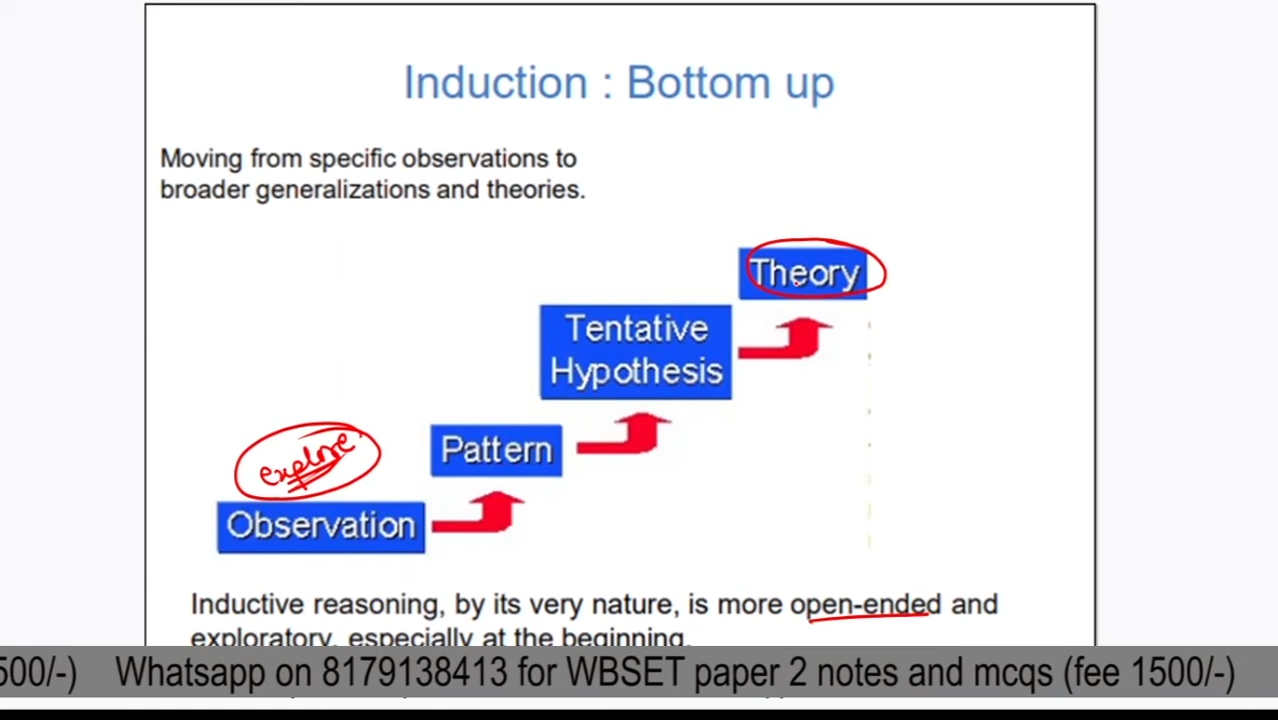 Induction : Bottom up
Moving from specific observations to
broader generalizations and theories.
Theory
Tentative
Hypothesis
explore
Pattern
Observation
Inductive reasoning, by its very nature, is more open-ended and
exploratory, especially at the beginning.
500/-) Whatsapp on 8179138413 for WBSET paper 2 notes and mcqs (fee 1500/-)